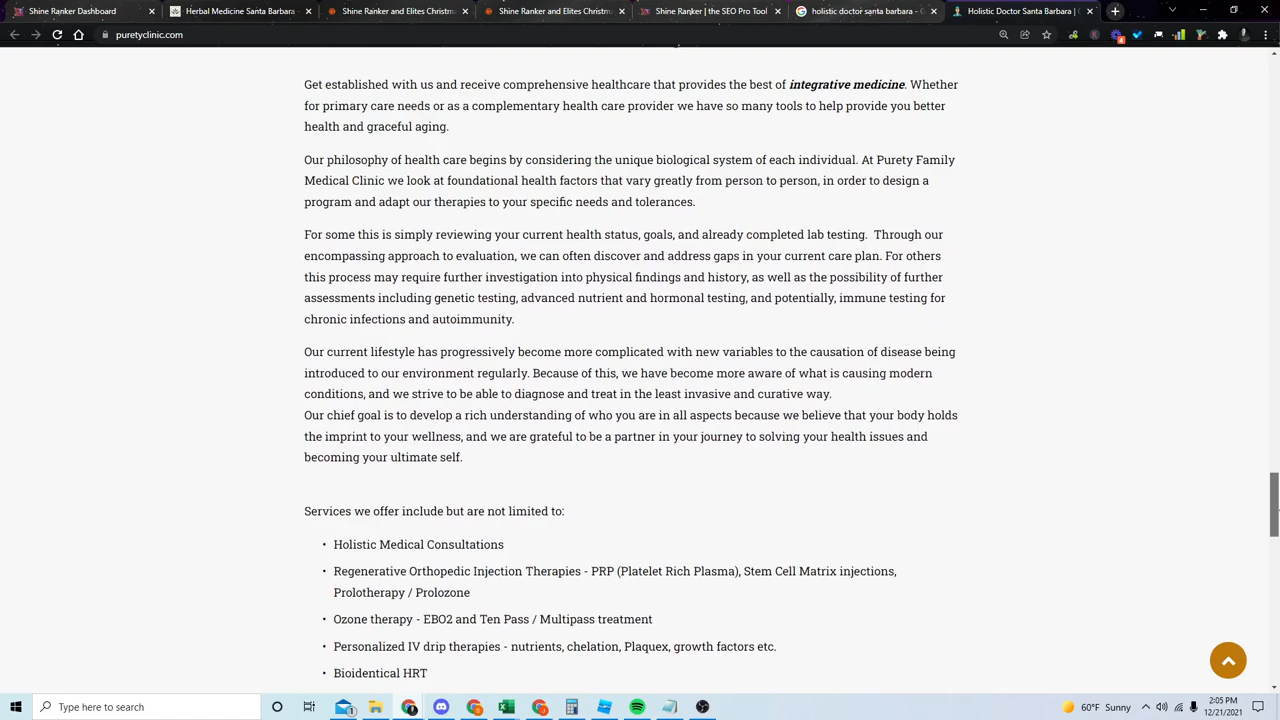 Shine Ranker Dashboard
Herbal Medicine Santa Barbara
Shine Ranker and Elites Christm
Shine Ranker and Elites Christm
Shine Ranker | the SEO Pro Tool
holistic doctor santa barbara -
Holistic Doctor Santa Barbara |
puretyclinic.com
Get established with us and receive comprehensive healthcare that provides the best of integrative medicine. Whether
for primary care needs or as a complementary health care provider we have so many tools to help provide you better
health and graceful aging.
Our philosophy of health care begins by considering the unique biological system of each individual. At Purety Family
Medical Clinic we look at foundational health factors that vary greatly from person to person, in order to design a
program and adapt our therapies to your specific needs and tolerances.
For some this is simply reviewing your current health status, goals, and already completed lab testing. Through our
encompassing approach to evaluation, we can often discover and address gaps in your current care plan. For others
this process may require further investigation into physical findings and history, as well as the possibility of further
assessments including genetic testing, advanced nutrient and hormonal testing, and potentially, immune testing for
chronic infections and autoimmunity.
Our current lifestyle has progressively become more complicated with new variables to the causation of disease being
introduced to our environment regularly. Because of this, we have become more aware of what is causing modern
conditions, and we strive to be able to diagnose and treat in the least invasive and curative way.
Our chief goal is to develop a rich understanding of who you are in all aspects because we believe that your body holds
the imprint to your wellness, and we are grateful to be a partner in your journey to solving your health issues and
becoming your ultimate self.
Services we offer include but are not limited to:
• Holistic Medical Consultations
• Regenerative Orthopedic Injection Therapies - PRP (Platelet Rich Plasma), Stem Cell Matrix injections,
Prolotherapy / Prolozone
• Ozone therapy - EBO2 and Ten Pass / Multipass treatment
• Personalized IV drip therapies - nutrients, chelation, Plaquex, growth factors etc.
• Bioidentical HRT
Type here to search
60°F Sunny
2:05 PM
12/21/2021